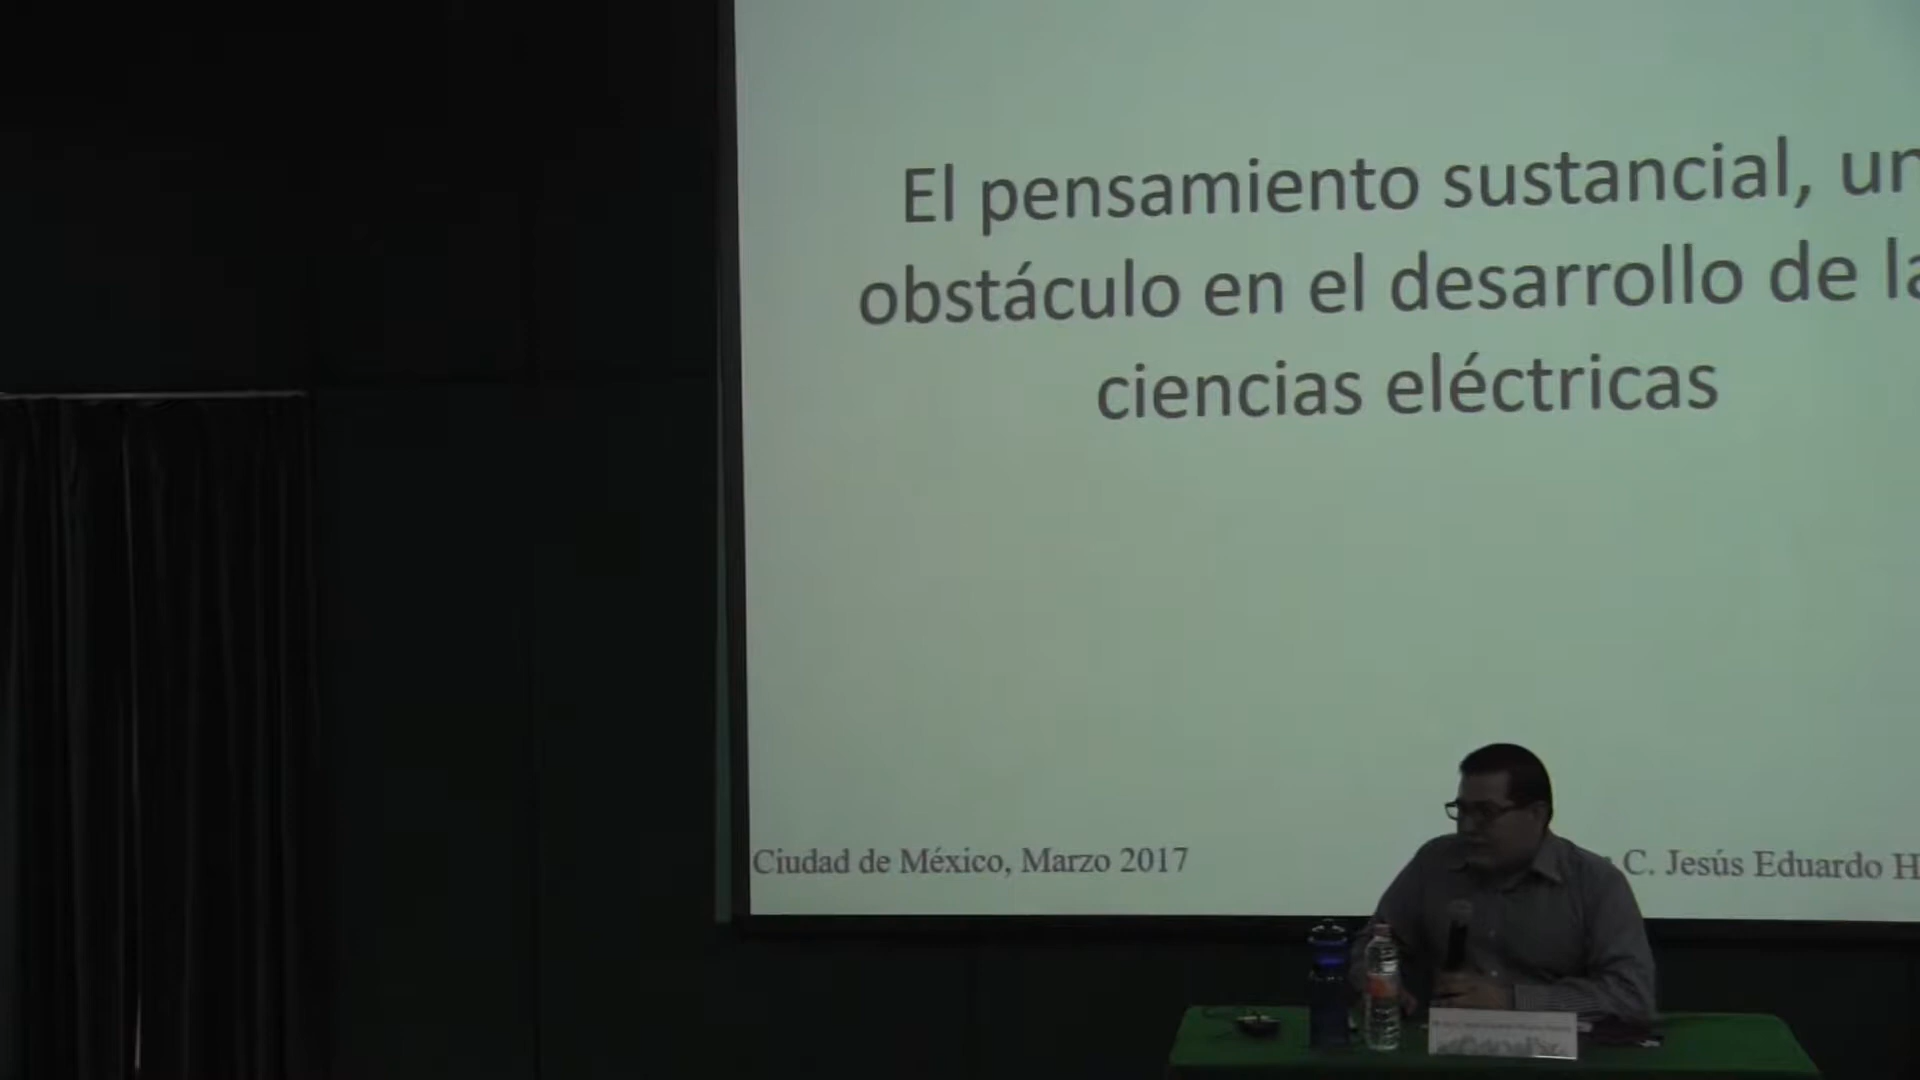 El pensamiento sustancial, un
obstáculo en el desarrollo de la
ciencias eléctricas
Ciudad de México, Marzo 2017
C. Jesús Eduardo H